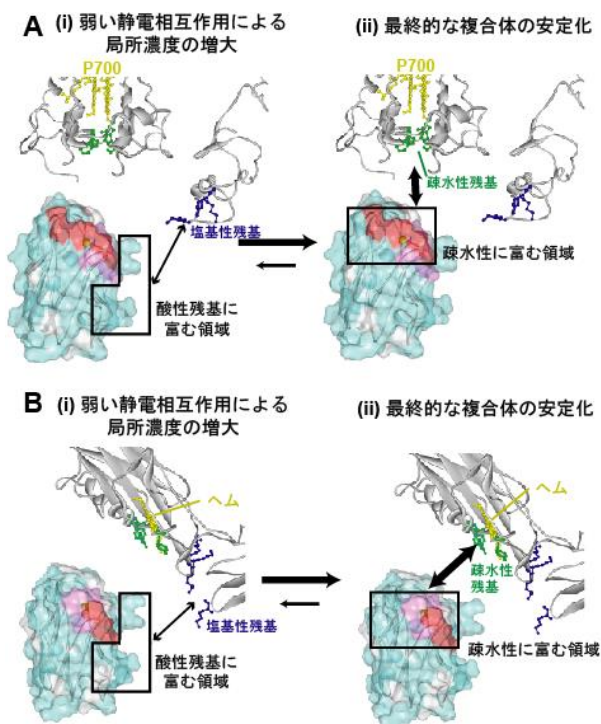 A
(i) 弱い静電相互作用による
局所濃度の増大
(ii) 最終的な複合体の安定化
P700
P700
疎水性残基
塩基性残基
疎水性に富む領域
酸性残基に
富む領域
B
(i) 弱い静電相互作用による
局所濃度の増大
(ii) 最終的な複合体の安定化
ヘム
ヘム
疎水性
残基
塩基性残基
酸性残基に
富む領域
疎水性に富む領域